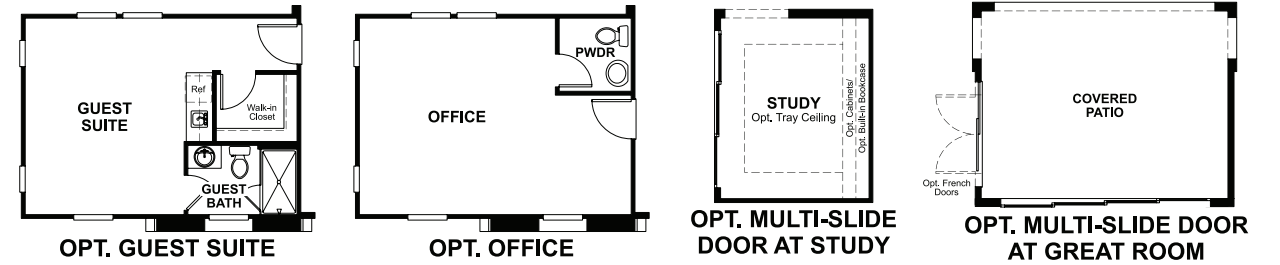 GUEST
SUITE
Ref
Walk-in
Closet
GUEST
BATH
OPT. GUEST SUITE
OFFICE
PWDR
OPT. OFFICE
STUDY
Opt. Tray Ceiling
Opt. Cabinets/
Opt. Built-in Bookcase
OPT. MULTI-SLIDE
DOOR AT STUDY
COVERED
PATIO
Opt. French
Doors
OPT. MULTI-SLIDE DOOR
AT GREAT ROOM